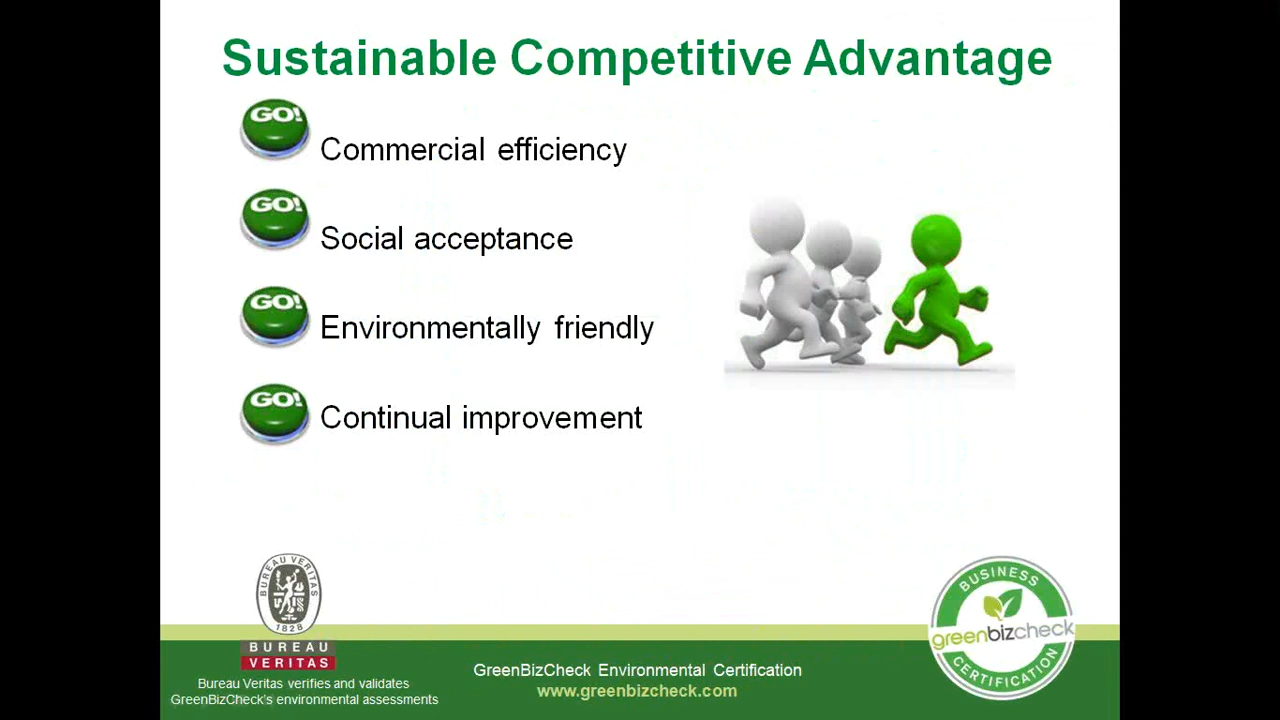 Sustainable Competitive Advantage
GO!
Commercial efficiency
GO!
Social acceptance
GO!
Environmentally friendly
GO!
Continual improvement
BUREAU VERITAS
1828
BUREAU
VERITAS
Bureau Veritas verifies and validates
GreenBizCheck's environmental assessments
GreenBizCheck Environmental Certification
www.greenbizcheck.com
BUSINESS
greenbizcheck
CERTIFICATION